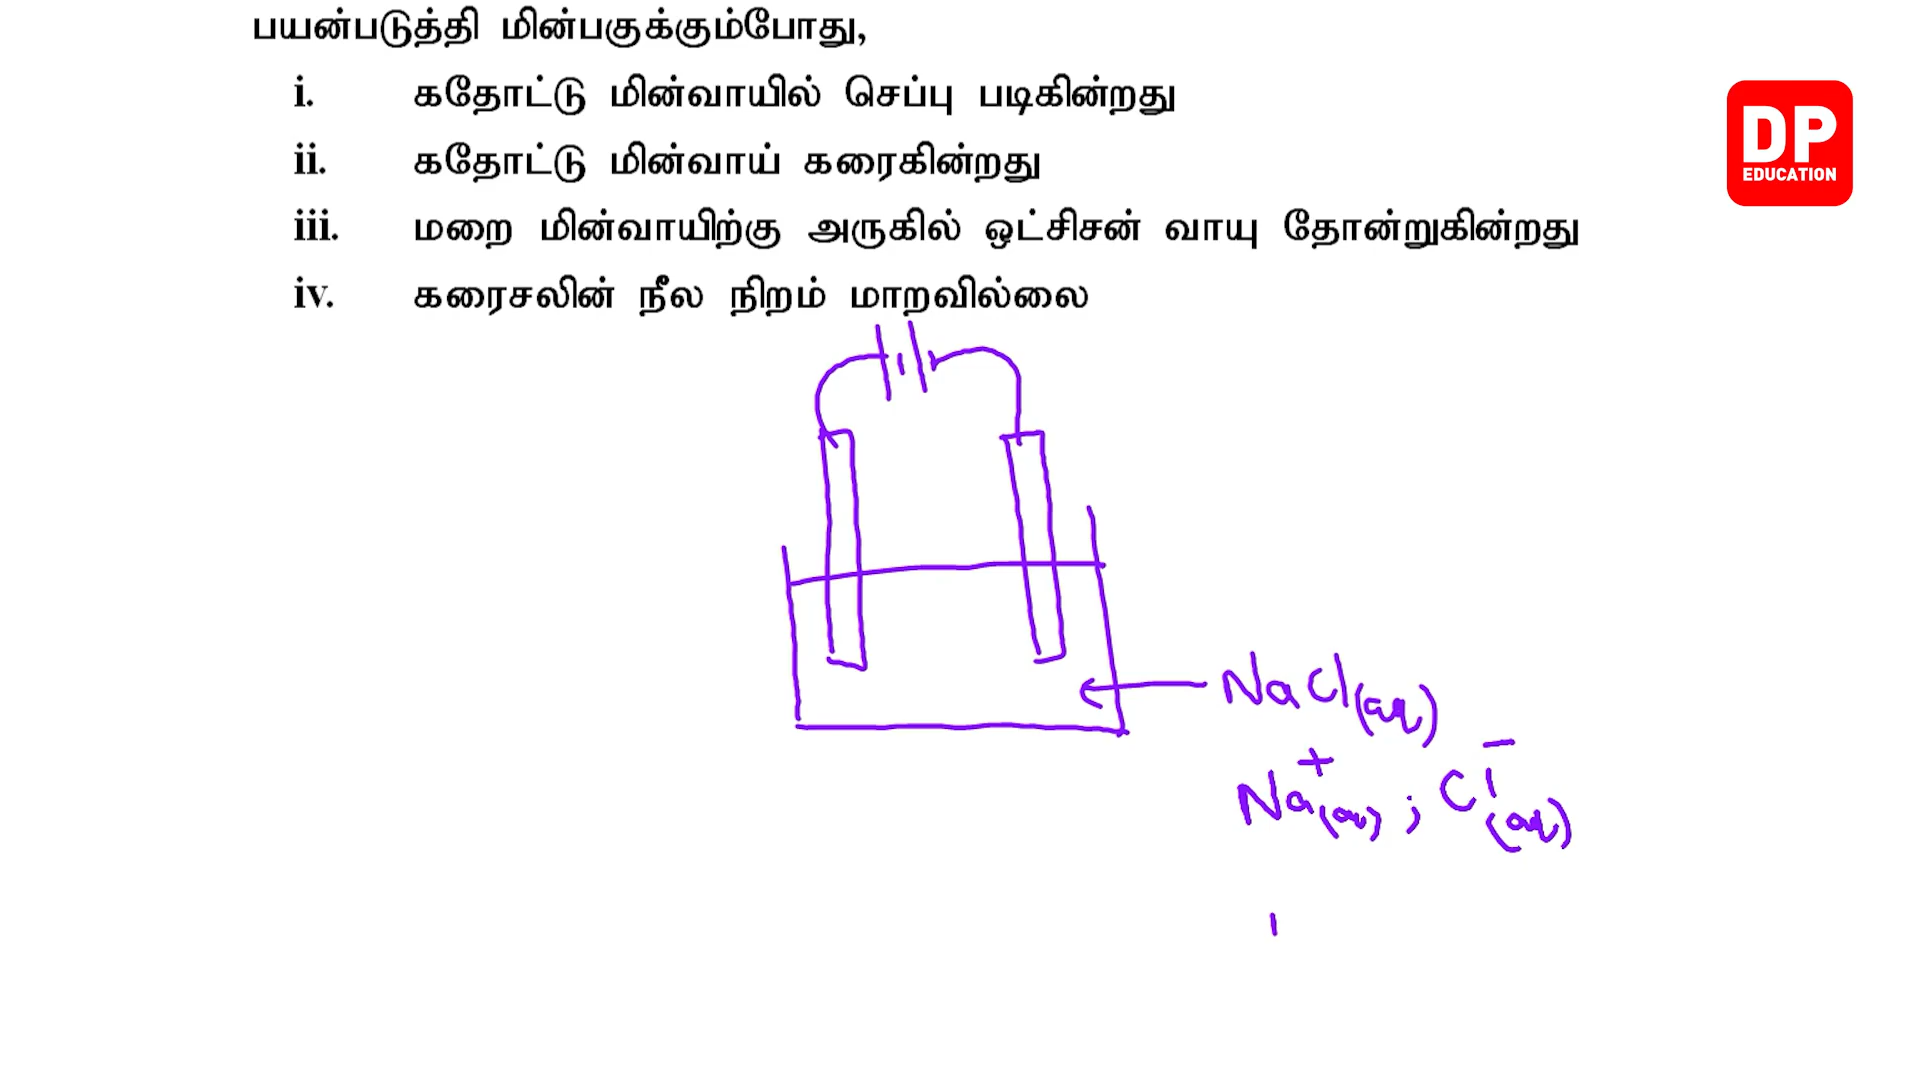 பயன்படுத்தி மின்பகுக்கும்போது,
i. கதோட்டு மின்வாயில் செப்பு படிகின்றது
ii. கதோட்டு மின்வாய் கரைகின்றது
iii. மறை மின்வாயிற்கு அருகில் ஒட்சிசன் வாயு தோன்றுகின்றது
iv. கரைசலின் நீல நிறம் மாறவில்லை
DP
EDUCATION
NaCl(aq)
Na+(aq) ; Cl-(aq)